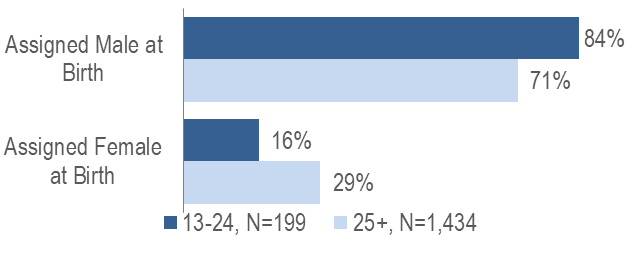 Assigned Male at
Birth
84%
71%
Assigned Female
at Birth
16%
29%
13-24, N=199 25+, N=1,434